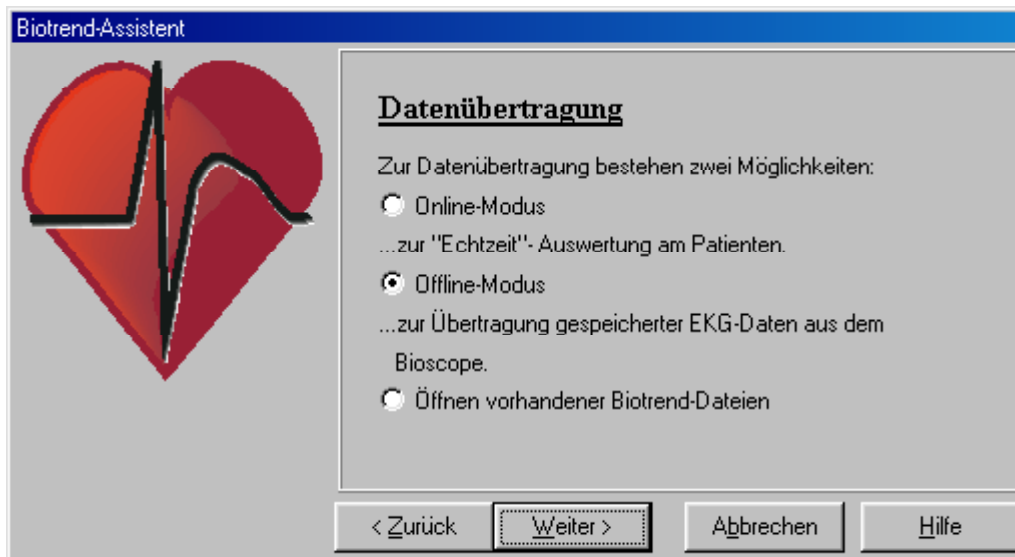 Biotrend-Assistent
Datenübertragung
Zur Datenübertragung bestehen zwei Möglichkeiten:
Online-Modus
...zur "Echtzeit"- Auswertung am Patienten.
Offline-Modus
...zur Übertragung gespeicherter EKG-Daten aus dem
Bioscope.
Öffnen vorhandener Biotrend-Dateien
< Zurück
Weiter >
Abbrechen
Hilfe